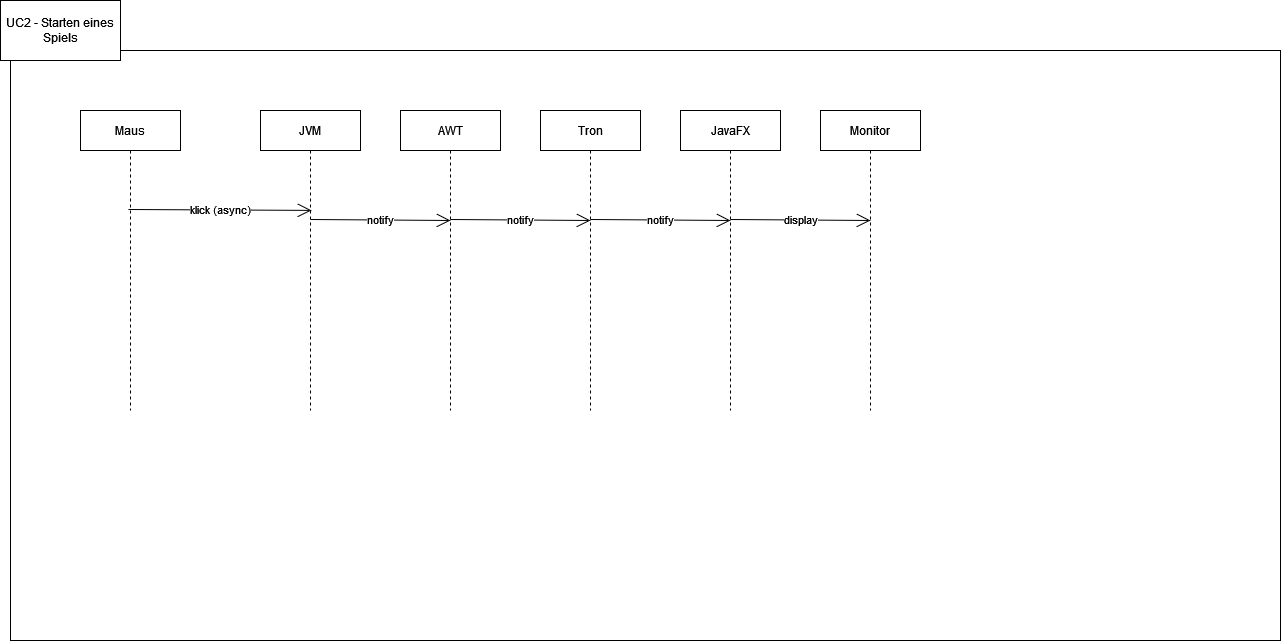 UC2 - Starten eines
Spiels
Maus
JVM
AWT
Tron
JavaFX
Monitor
klick (async)
notify
notify
notify
display